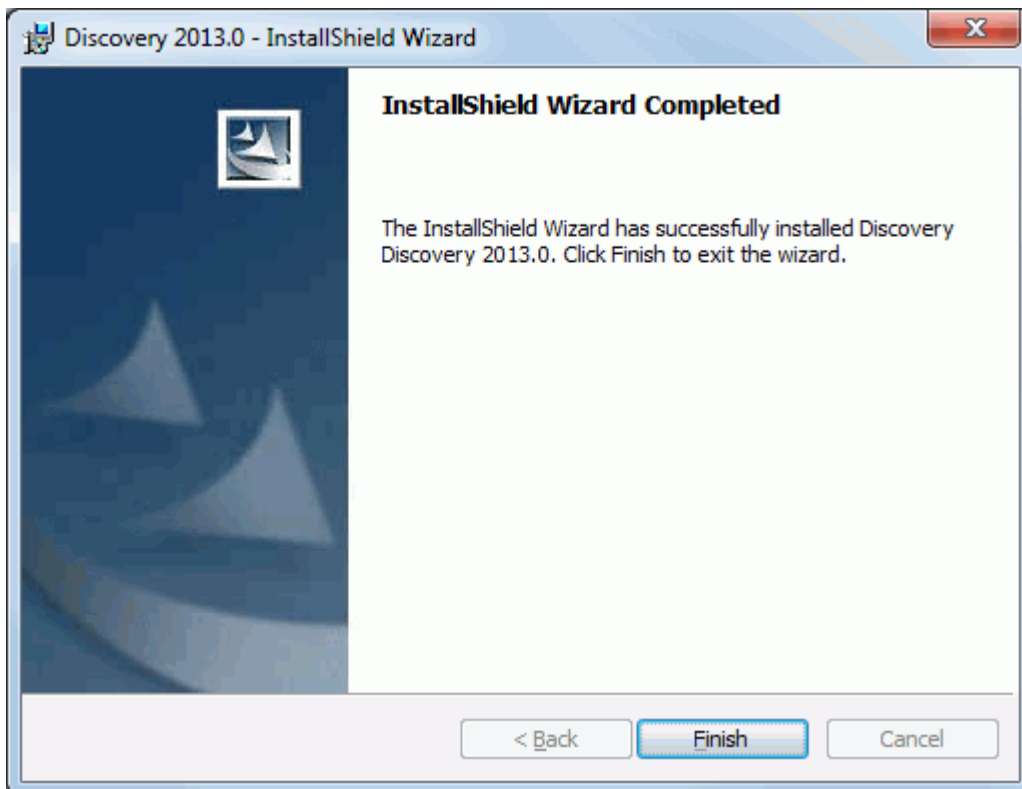 Discovery 2013.0 - InstallShield Wizard
InstallShield Wizard Completed
The InstallShield Wizard has successfully installed Discovery
Discovery 2013.0. Click Finish to exit the wizard.
< Back
Finish
Cancel